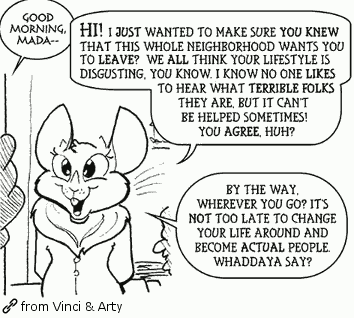 GOOD
MORNING,
MADA--
HI! I JUST WANTED TO MAKE SURE YOU KNEW
THAT THIS WHOLE NEIGHBORHOOD WANTS YOU
TO LEAVE? WE ALL THINK YOUR LIFESTYLE IS
DISGUSTING, YOU KNOW. I KNOW NO ONE LIKES
TO HEAR WHAT TERRIBLE FOLKS
THEY ARE, BUT IT CAN'T
BE HELPED SOMETIMES!
YOU AGREE, HUH?
BY THE WAY,
WHEREVER YOU GO? IT'S
NOT TOO LATE TO CHANGE
YOUR LIFE AROUND AND
BECOME ACTUAL PEOPLE.
WHADDAYA SAY?
from Vinci & Arty